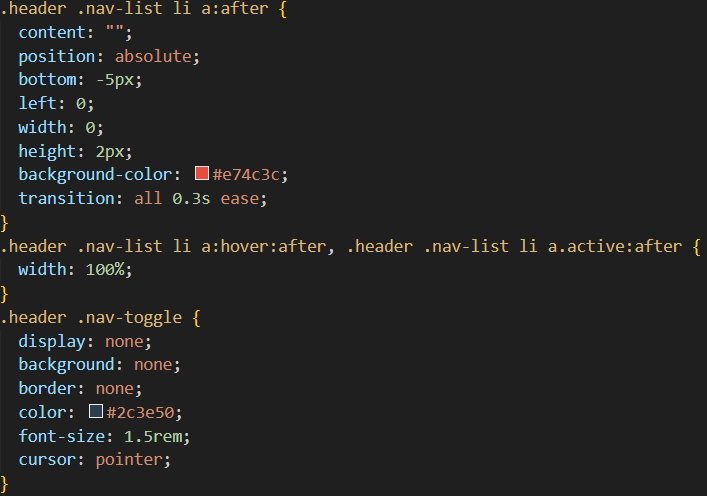 .header .nav-list li a:after {
  content: "";
  position: absolute;
  bottom: -5px;
  left: 0;
  width: 0;
  height: 2px;
  background-color: #e74c3c;
  transition: all 0.3s ease;
}
.header .nav-list li a:hover:after, .header .nav-list li a.active:after {
  width: 100%;
}
.header .nav-toggle {
  display: none;
  background: none;
  border: none;
  color: #2c3e50;
  font-size: 1.5rem;
  cursor: pointer;
}